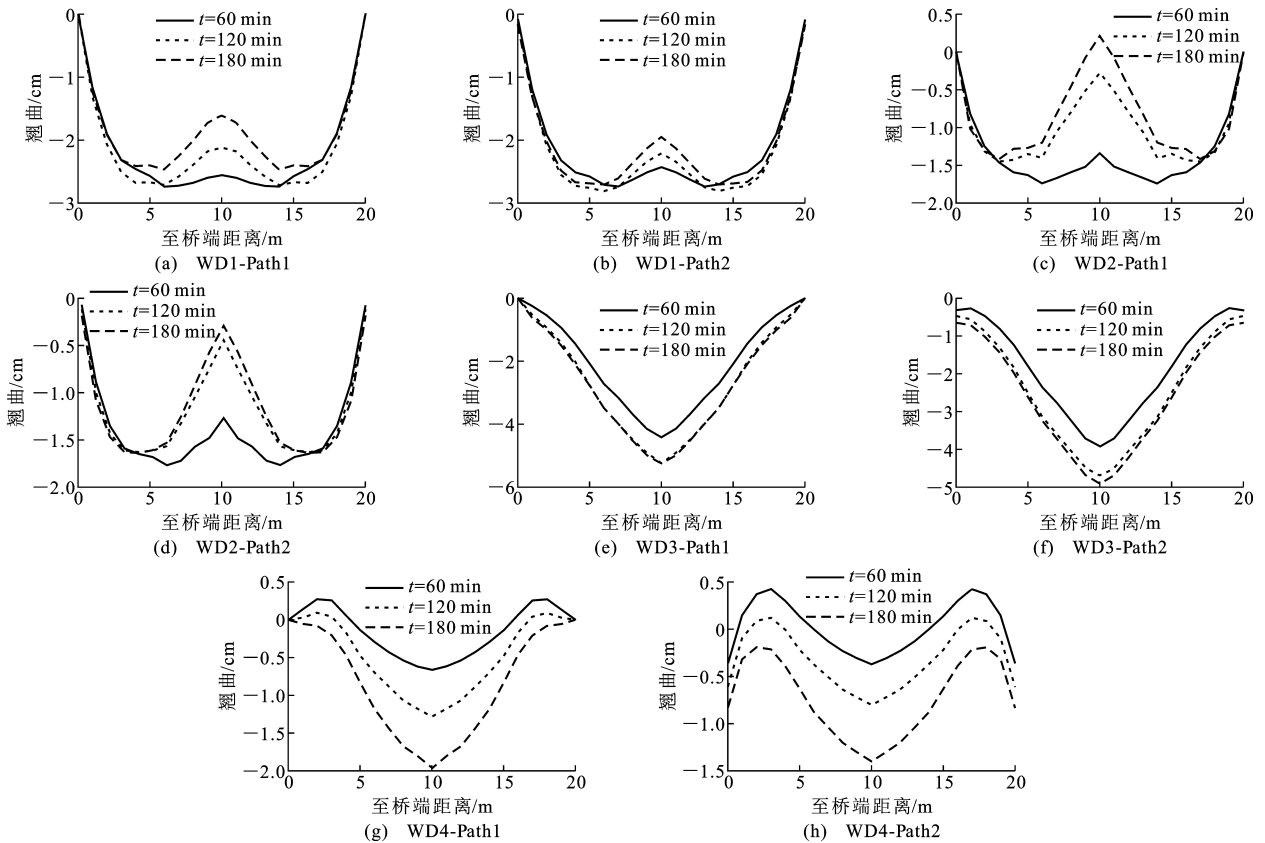 翘曲/cm
0
－1
－2
－3
t=60 min
t=120 min
t=180 min
0 5 10 15 20
至桥端距离/m
(a) WD1-Path1
翘曲/cm
0
－1
－2
－3
t=60 min
t=120 min
t=180 min
0 5 10 15 20
至桥端距离/m
(b) WD1-Path2
翘曲/cm
0.5
0
－0.5
－1.0
－1.5
－2.0
t=60 min
t=120 min
t=180 min
0 5 10 15 20
至桥端距离/m
(c) WD2-Path1
翘曲/cm
0
－0.5
－1.0
－1.5
－2.0
t=60 min
t=120 min
t=180 min
0 5 10 15 20
至桥端距离/m
(d) WD2-Path2
翘曲/cm
0
－2
－4
－6
t=60 min
t=120 min
t=180 min
0 5 10 15 20
至桥端距离/m
(e) WD3-Path1
翘曲/cm
0
－1
－2
－3
－4
－5
t=60 min
t=120 min
t=180 min
0 5 10 15 20
至桥端距离/m
(f) WD3-Path2
翘曲/cm
0.5
0
－0.5
－1.0
－1.5
－2.0
t=60 min
t=120 min
t=180 min
0 5 10 15 20
至桥端距离/m
(g) WD4-Path1
翘曲/cm
0.5
0
－0.5
－1.0
－1.5
t=60 min
t=120 min
t=180 min
0 5 10 15 20
至桥端距离/m
(h) WD4-Path2